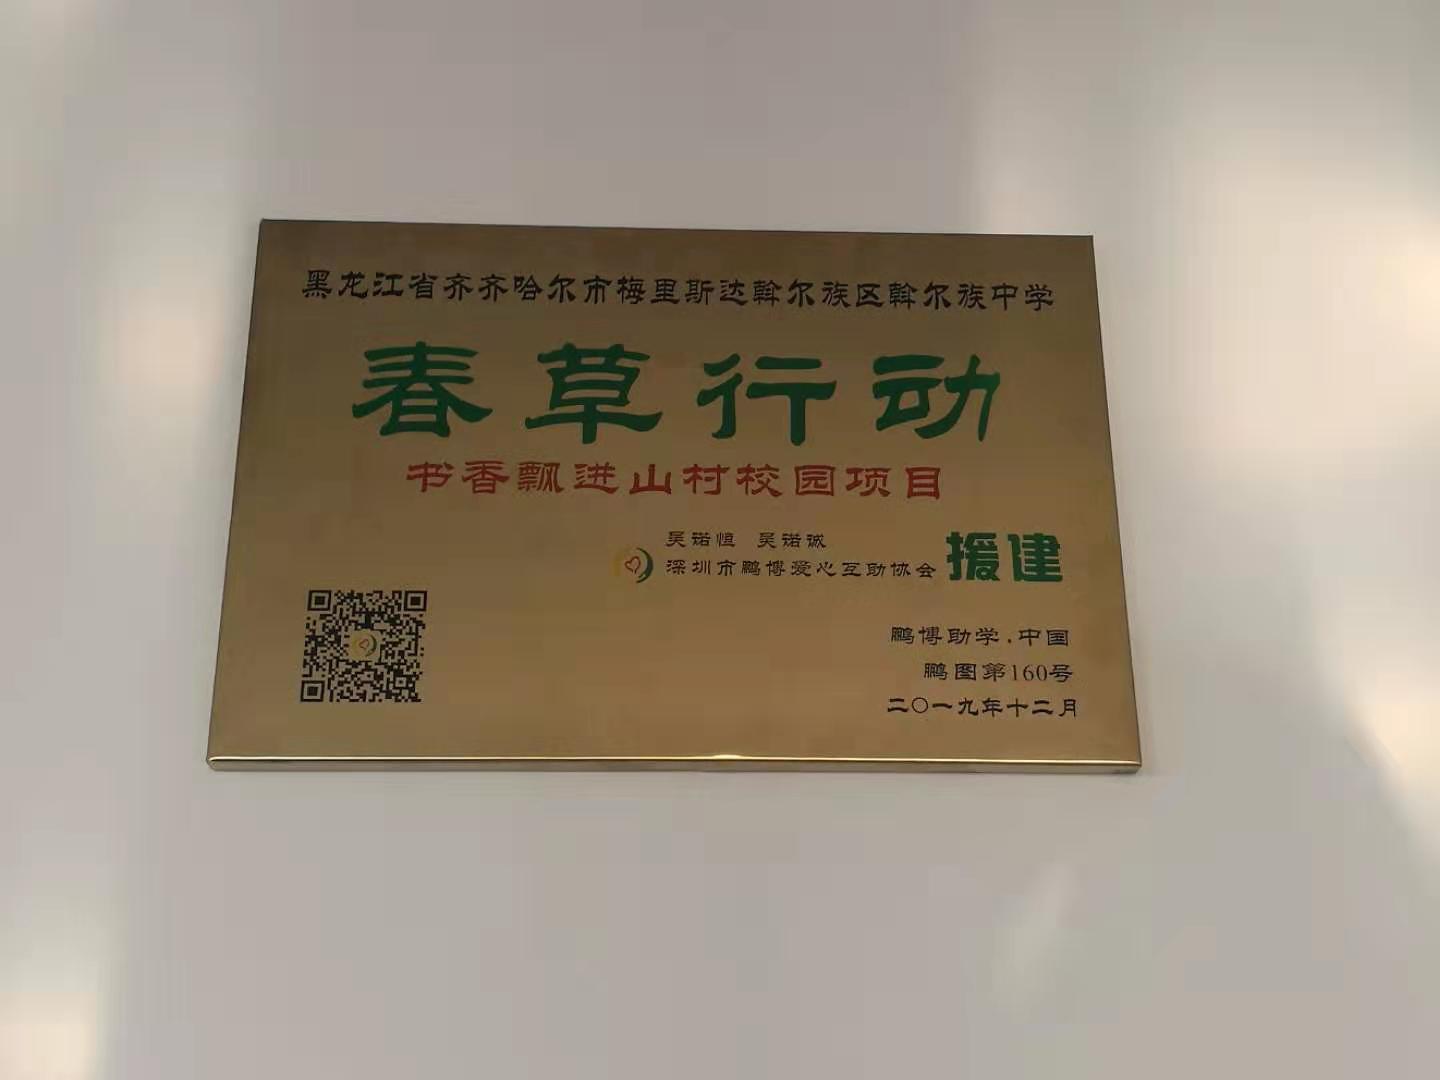 黑龙江省齐齐哈尔市梅里斯达斡尔族区斡尔族中学
春草行动
书香飘进山村校园项目
吴诺恒 吴诺诚
深圳市鹏博爱心互助协会
援建
鹏博助学.中国
鹏图第160号
二〇一九年十二月